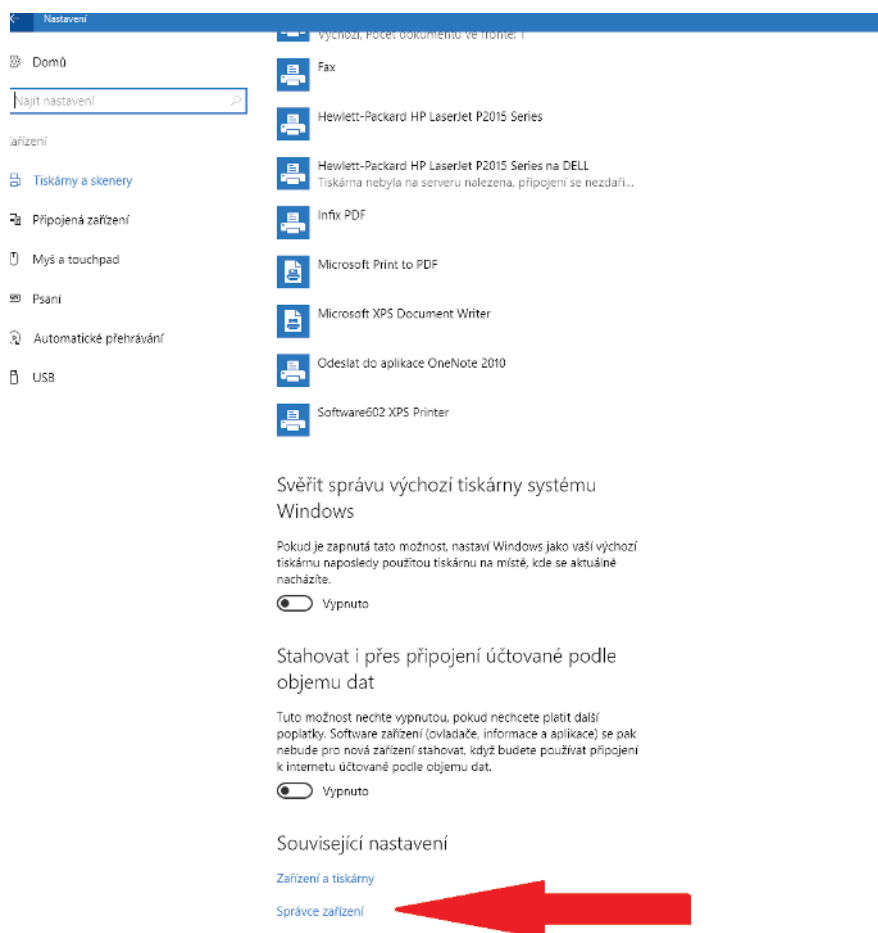 Nastavení
Domů
Najít nastavení
Zařízení
Tiskárny a skenery
Připojená zařízení
Myš a touchpad
Psaní
Automatické přehrávání
USB
Výchozí, Počet dokumentů ve frontě: 1
Fax
Hewlett-Packard HP LaserJet P2015 Series
Hewlett-Packard HP LaserJet P2015 Series na DELL
Tiskárna nebyla na serveru nalezena, připojení se nezdaři...
Infix PDF
Microsoft Print to PDF
Microsoft XPS Document Writer
Odeslat do aplikace OneNote 2010
Software602 XPS Printer
Svěřit správu výchozí tiskárny systému
Windows
Pokud je zapnutá tato možnost, nastaví Windows jako vaší výchozí
tiskárnu naposledy použitou tiskárnu na místě, kde se aktuálně
nacházíte.
Vypnuto
Stahovat i přes připojení účtované podle
objemu dat
Tuto možnost nechte vypnutou, pokud nechcete platit další
poplatky. Software zařízení (ovladače, informace a aplikace) se pak
nebude pro nová zařízení stahovat, když budete používat připojení
k internetu účtované podle objemu dat.
Vypnuto
Související nastavení
Zařízení a tiskárny
Správce zařízení